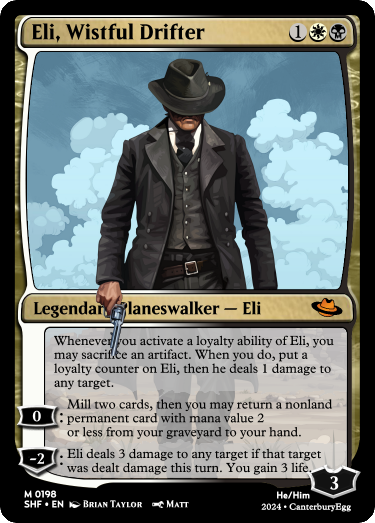 Eli, Wistful Drifter 1
Legendary Planeswalker — Eli
Whenever you activate a loyalty ability of Eli, you
may sacrifice an artifact. When you do, put a
loyalty counter on Eli, then he deals 1 damage to
any target.
0: Mill two cards, then you may return a nonland
permanent card with mana value 2
or less from your graveyard to your hand.
-2: Eli deals 3 damage to any target if that target
was dealt damage this turn. You gain 3 life.
3
M 0198
SHF • EN Brian Taylor Matt
He/Him
2024 • CanterburyEgg